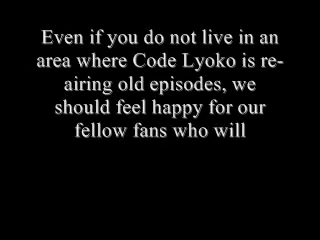 Even if you do not live in an
area where Code Lyoko is re-
airing old episodes, we
should feel happy for our
fellow fans who will